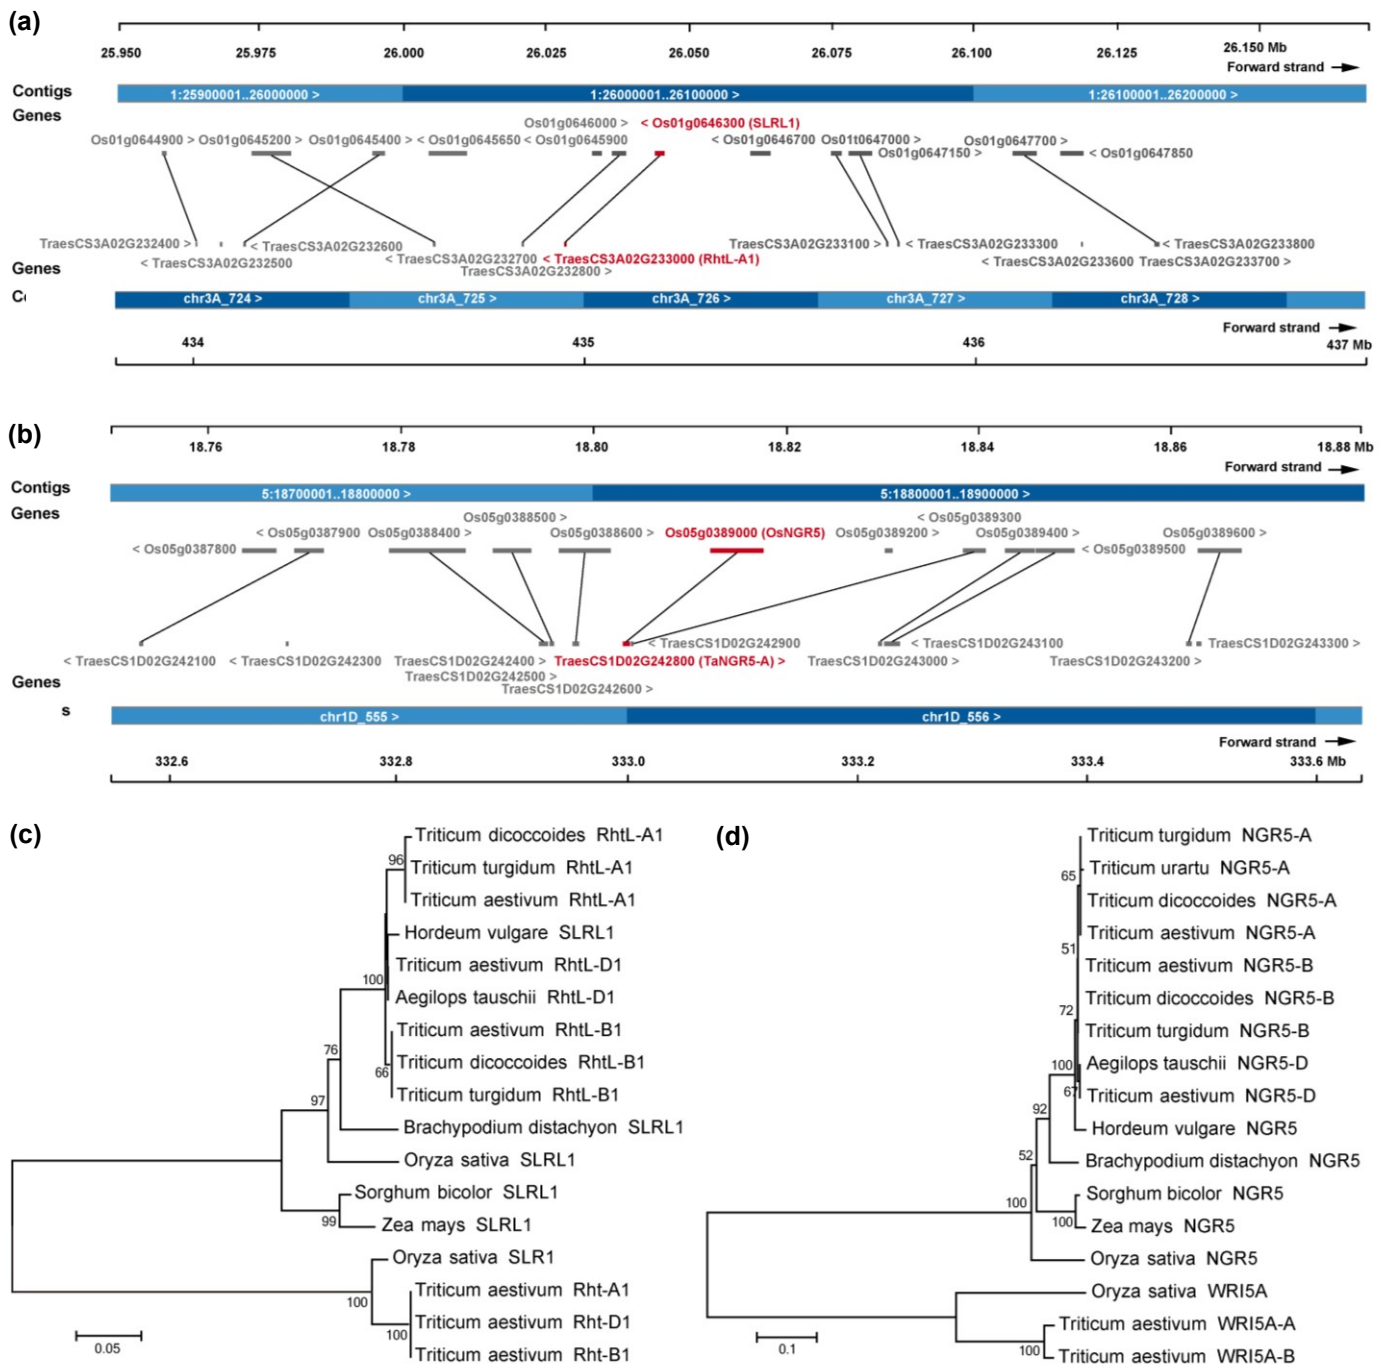 (a)
25.950 25.975 26.000 26.025 26.050 26.075 26.100 26.125 26.150 Mb
Forward strand
Contigs 1:25900001..26000000 > 1:26000001..26100000 > 1:26100001..26200000 >
Genes
Os01g0646000 > < Os01g0646300 (SLRL1)
Os01g0644900 > Os01g0645200 > Os01g0645400 > < Os01g0645650 < Os01g0645900 < Os01g0646700 Os01t0647000 > Os01g0647700 >
Os01g0647150 > < Os01g0647850
TraesCS3A02G232400 > < TraesCS3A02G232600 TraesCS3A02G233100 > < TraesCS3A02G233300 < TraesCS3A02G233800
< TraesCS3A02G232500 < TraesCS3A02G232700 < TraesCS3A02G233000 (RhtL-A1) < TraesCS3A02G233600 TraesCS3A02G233700 >
Genes TraesCS3A02G232800 >
chr3A_724 > chr3A_725 > chr3A_726 > chr3A_727 > chr3A_728 >
Forward strand
434 435 436 437 Mb
(b)
18.76 18.78 18.80 18.82 18.84 18.86 18.88 Mb
Forward strand
Contigs 5:18700001..18800000 > 5:18800001..18900000 >
Genes
Os05g0388500 > < Os05g0389300
< Os05g0387900 Os05g0388400 > Os05g0388600 > Os05g0389000 (OsNGR5) Os05g0389200 > Os05g0389400 > Os05g0389600 >
< Os05g0387800 < Os05g0389500
< TraesCS1D02G242900 < TraesCS1D02G243100 TraesCS1D02G243300 >
< TraesCS1D02G242100 < TraesCS1D02G242300 TraesCS1D02G242400 > TraesCS1D02G242800 (TaNGR5-A) > TraesCS1D02G243000 > TraesCS1D02G243200 >
TraesCS1D02G242500 >
Genes TraesCS1D02G242600 >
s chr1D_555 > chr1D_556 >
Forward strand
332.6 332.8 333.0 333.2 333.4 333.6 Mb
(c)
Triticum dicoccoides RhtL-A1
96 Triticum turgidum RhtL-A1
Triticum aestivum RhtL-A1
Hordeum vulgare SLRL1
Triticum aestivum RhtL-D1
100 Aegilops tauschii RhtL-D1
Triticum aestivum RhtL-B1
76 Triticum dicoccoides RhtL-B1
66 Triticum turgidum RhtL-B1
97 Brachypodium distachyon SLRL1
Oryza sativa SLRL1
Sorghum bicolor SLRL1
99 Zea mays SLRL1
Oryza sativa SLR1
100 Triticum aestivum Rht-A1
Triticum aestivum Rht-D1
100 Triticum aestivum Rht-B1
0.05
(d)
Triticum turgidum NGR5-A
65 Triticum urartu NGR5-A
Triticum dicoccoides NGR5-A
Triticum aestivum NGR5-A
51 Triticum aestivum NGR5-B
Triticum dicoccoides NGR5-B
72 Triticum turgidum NGR5-B
100 Aegilops tauschii NGR5-D
67 Triticum aestivum NGR5-D
92 Hordeum vulgare NGR5
52 Brachypodium distachyon NGR5
100 Sorghum bicolor NGR5
100 Zea mays NGR5
Oryza sativa NGR5
Oryza sativa WRI5A
Triticum aestivum WRI5A-A
100 Triticum aestivum WRI5A-B
0.1